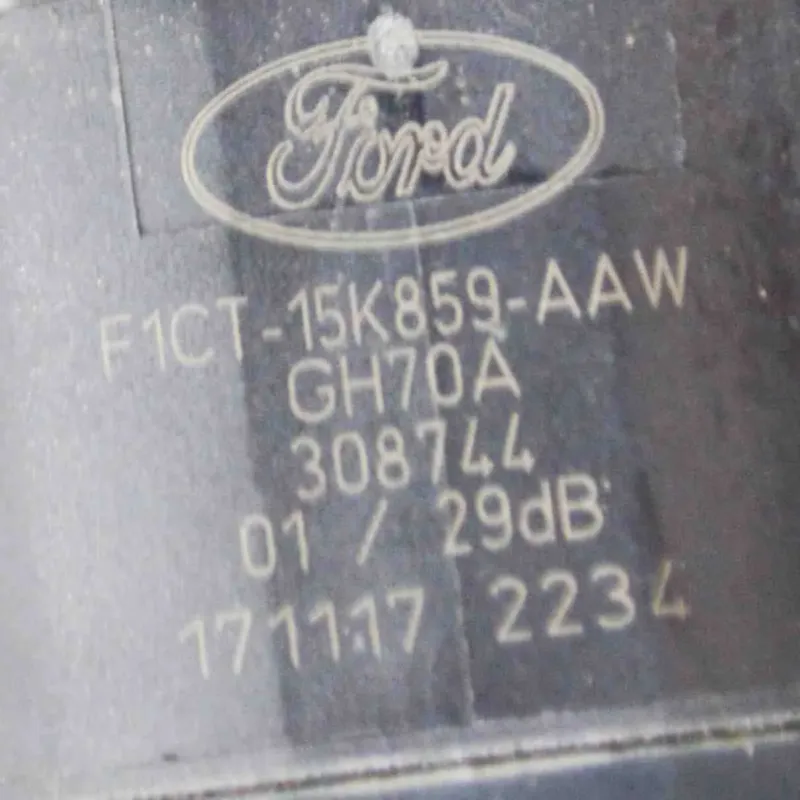 Ford
F1CT-15K859-AAW
GH70A
308744
01 / 29dB
171117 2234